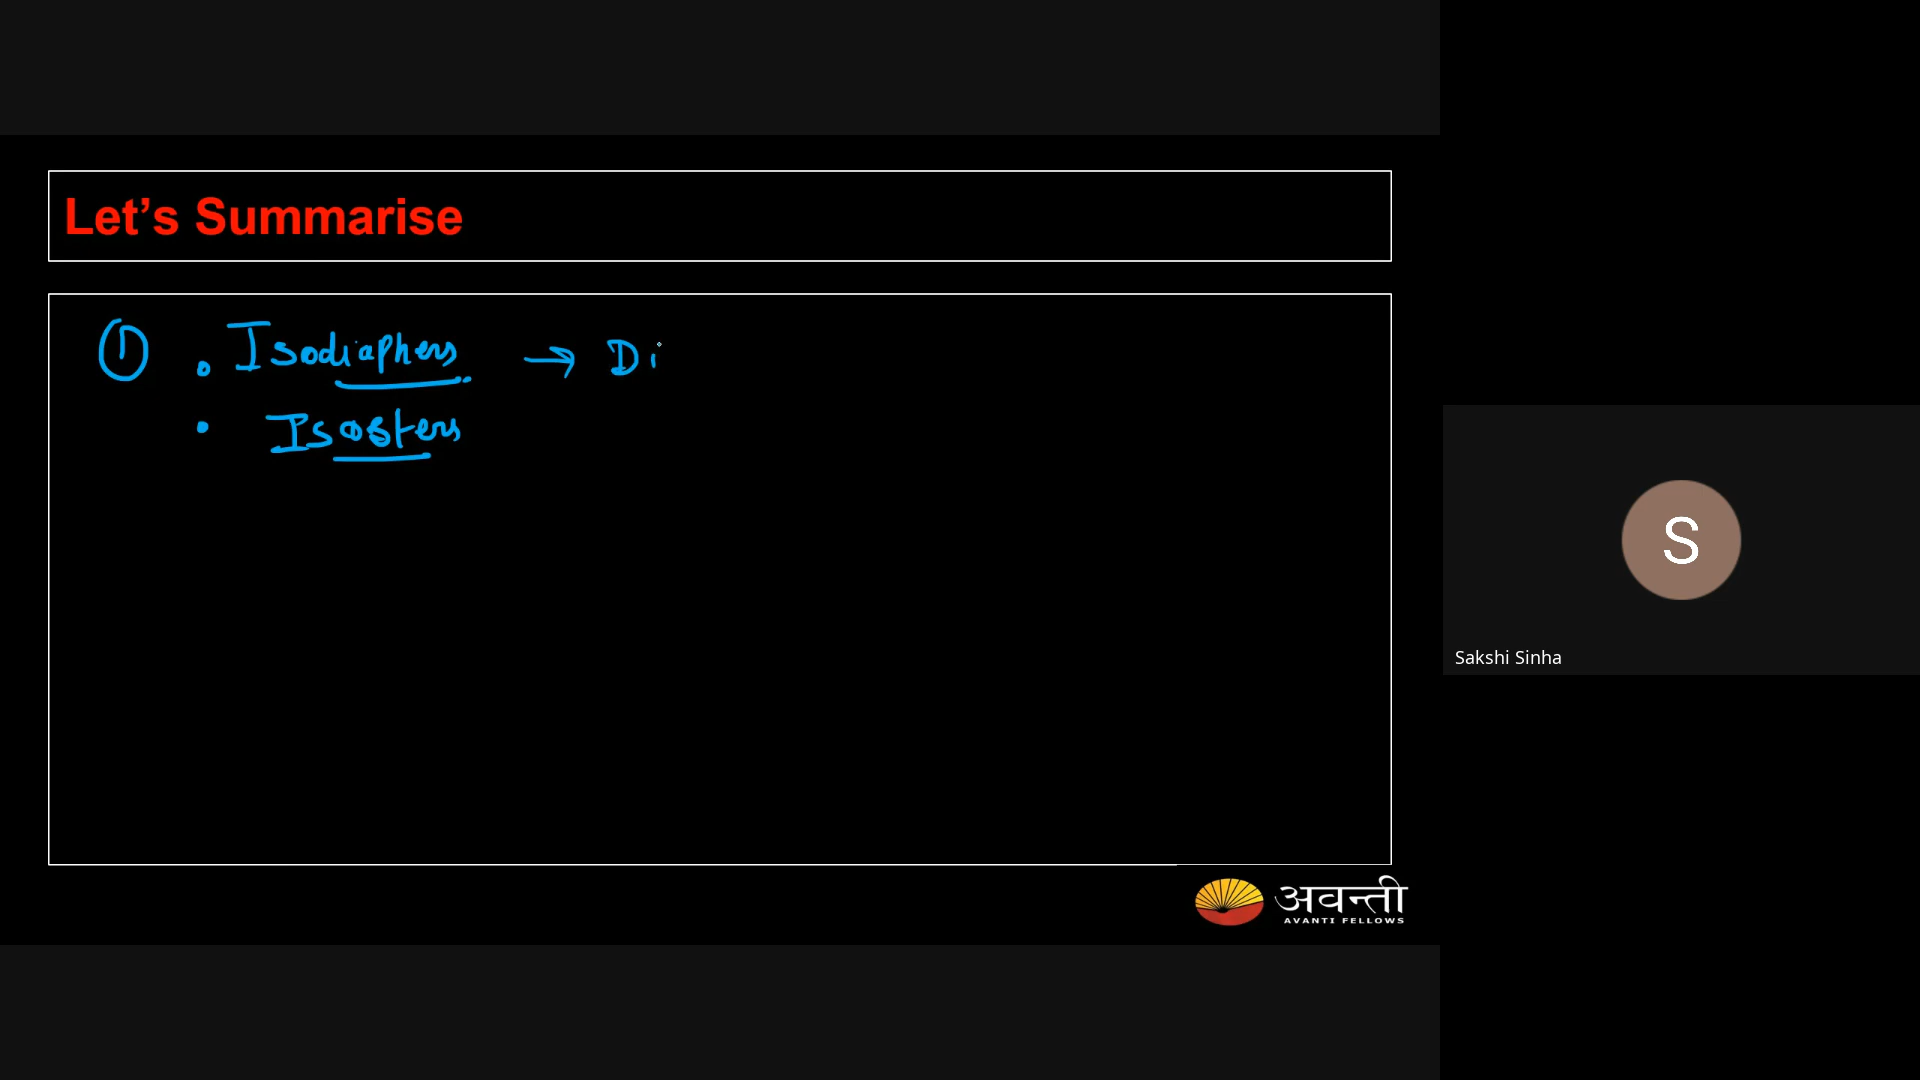 Let’s Summarise
① • Isodiaphers → Di
• Isosters
S
Sakshi Sinha
अवन्ती
AVANTI FELLOWS